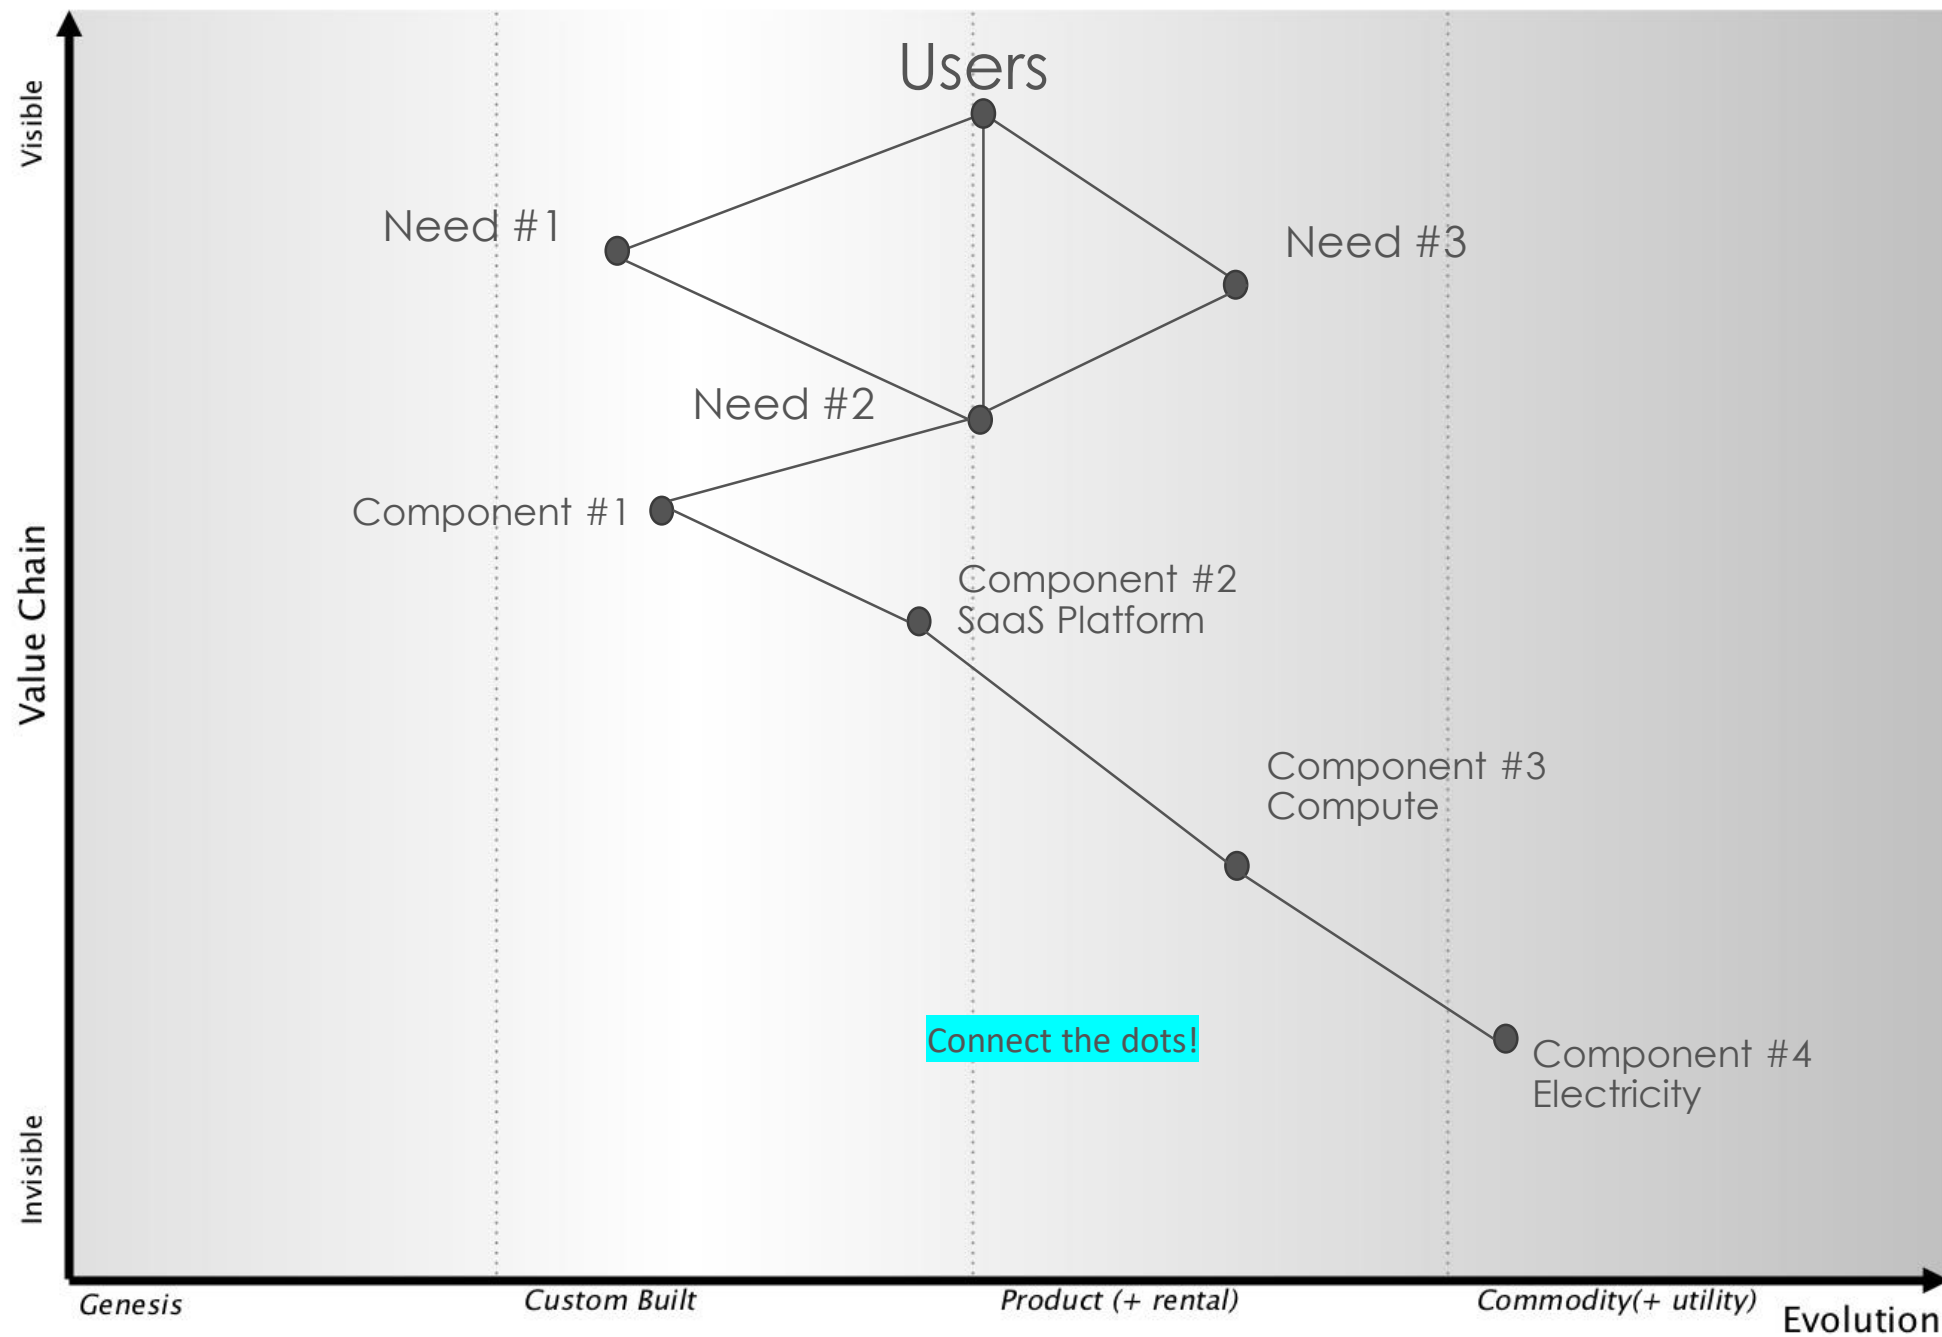 Users
Visible
Need #1
Need #3
Need #2
Component #1
Value Chain
Component #2
SaaS Platform
Component #3
Compute
Connect the dots!
Component #4
Electricity
Invisible
Genesis
Custom Built
Product (+ rental)
Commodity(+ utility)
Evolution